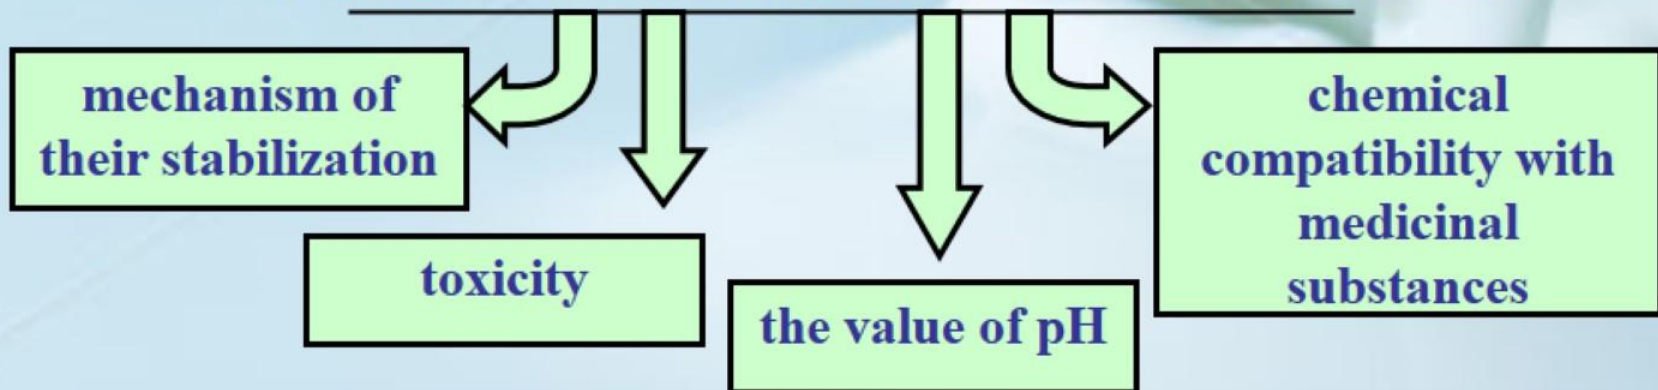 mechanism of
their stabilization
toxicity
the value of pH
chemical
compatibility with
medicinal
substances